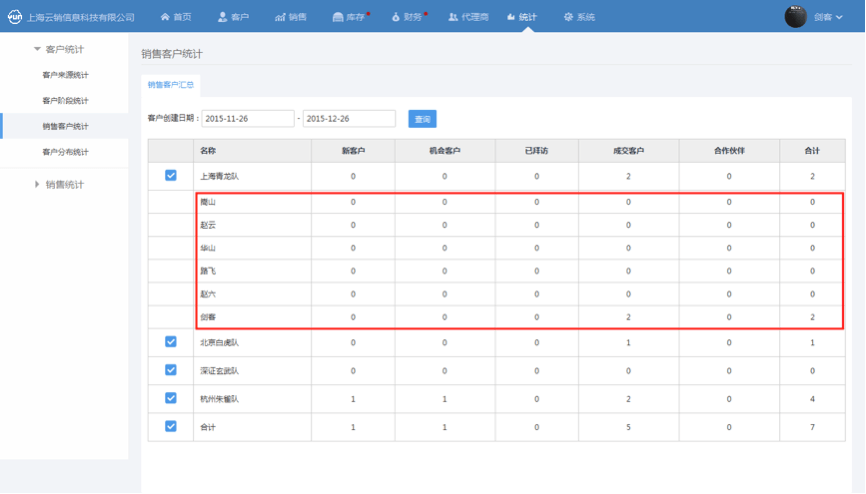 上海云销信息科技有限公司 首页 客户 销售 库存 财务 代理商 统计 系统 剑客
客户统计
客户来源统计
客户阶段统计
销售客户统计
客户分布统计
销售统计
销售客户统计
销售客户汇总
客户创建日期： 2015-11-26 - 2015-12-26 查询
名称 新客户 机会客户 已拜访 成交客户 合作伙伴 合计
上海青龙队 0 0 0 2 0 2
嵩山 0 0 0 0 0 0
赵云 0 0 0 0 0 0
华山 0 0 0 0 0 0
踏飞 0 0 0 0 0 0
赵六 0 0 0 0 0 0
剑客 0 0 0 2 0 2
北京白虎队 0 0 0 1 0 1
深证玄武队 0 0 0 0 0 0
杭州朱雀队 1 1 0 2 0 4
合计 1 1 0 5 0 7